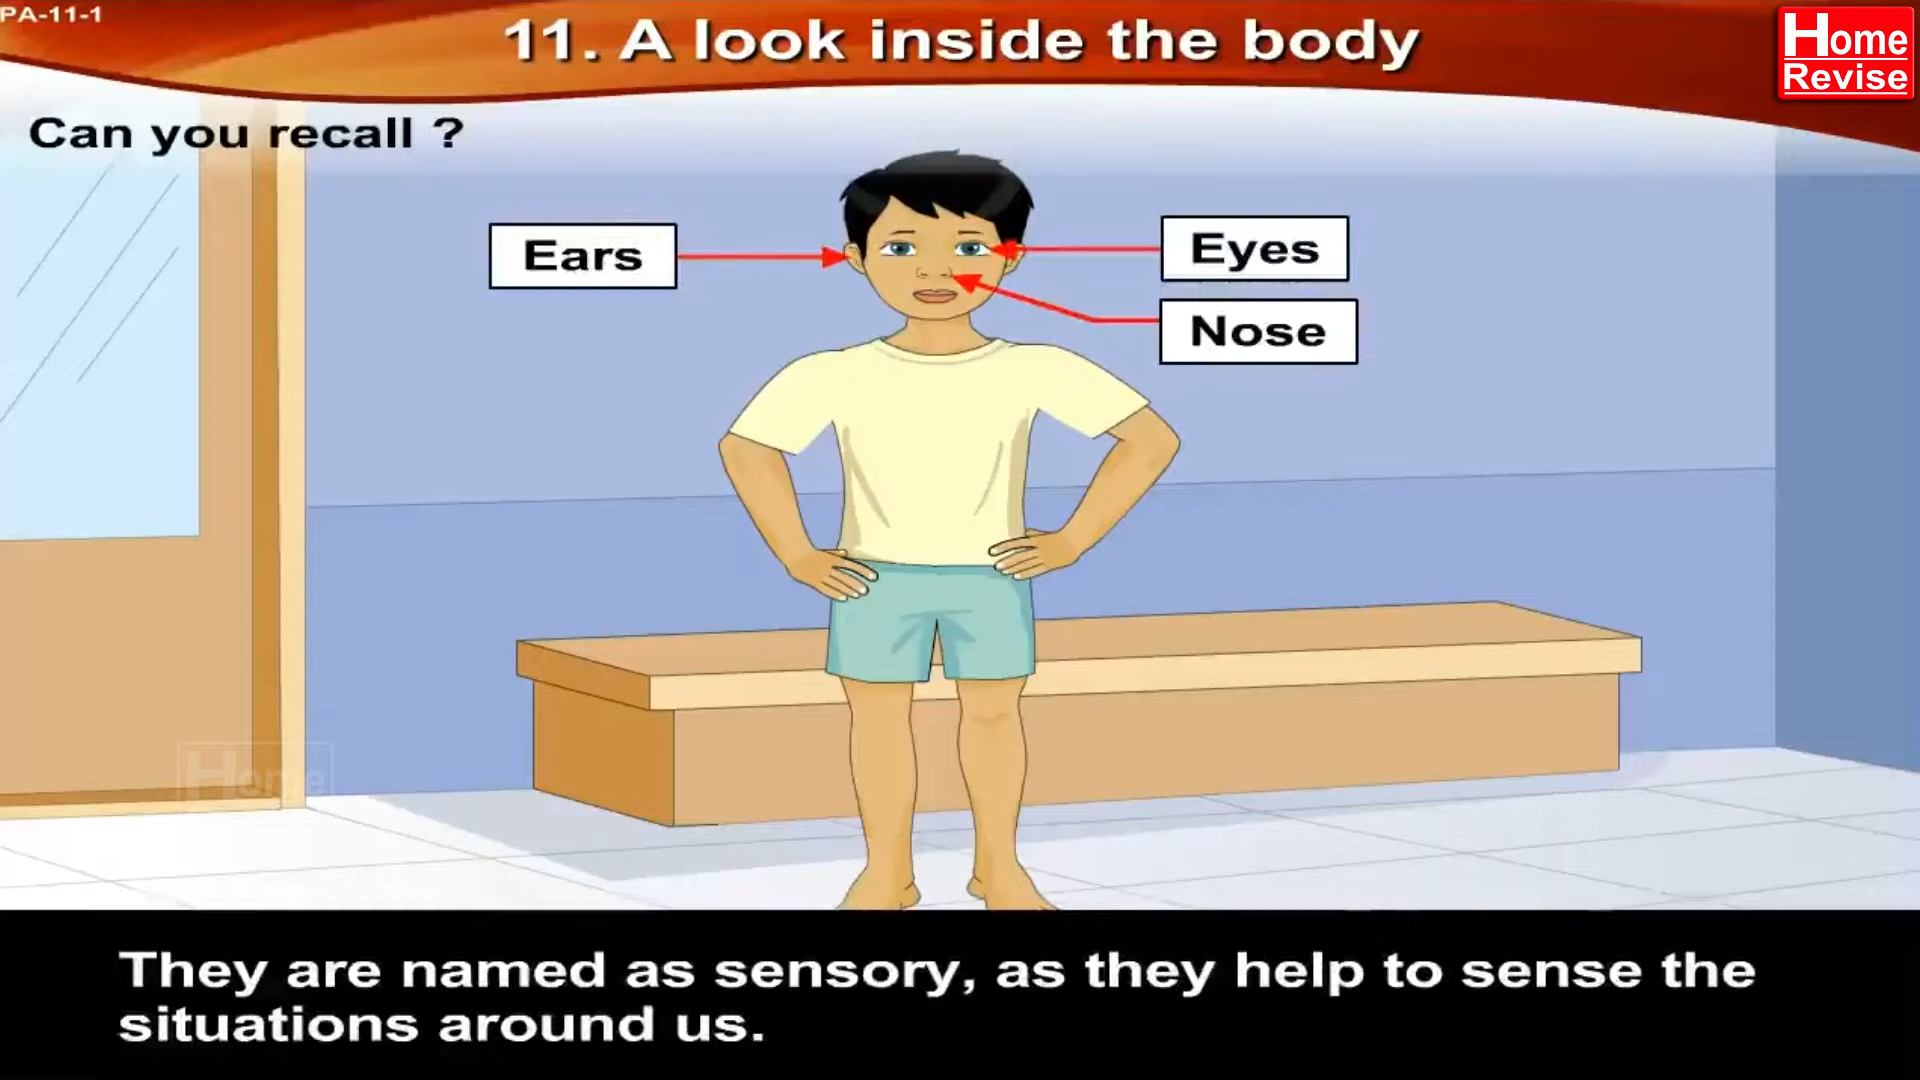 PA-11-1
11. A look inside the body
Home
Revise
Can you recall ?
Ears
Eyes
Nose
Home
They are named as sensory, as they help to sense the
situations around us.